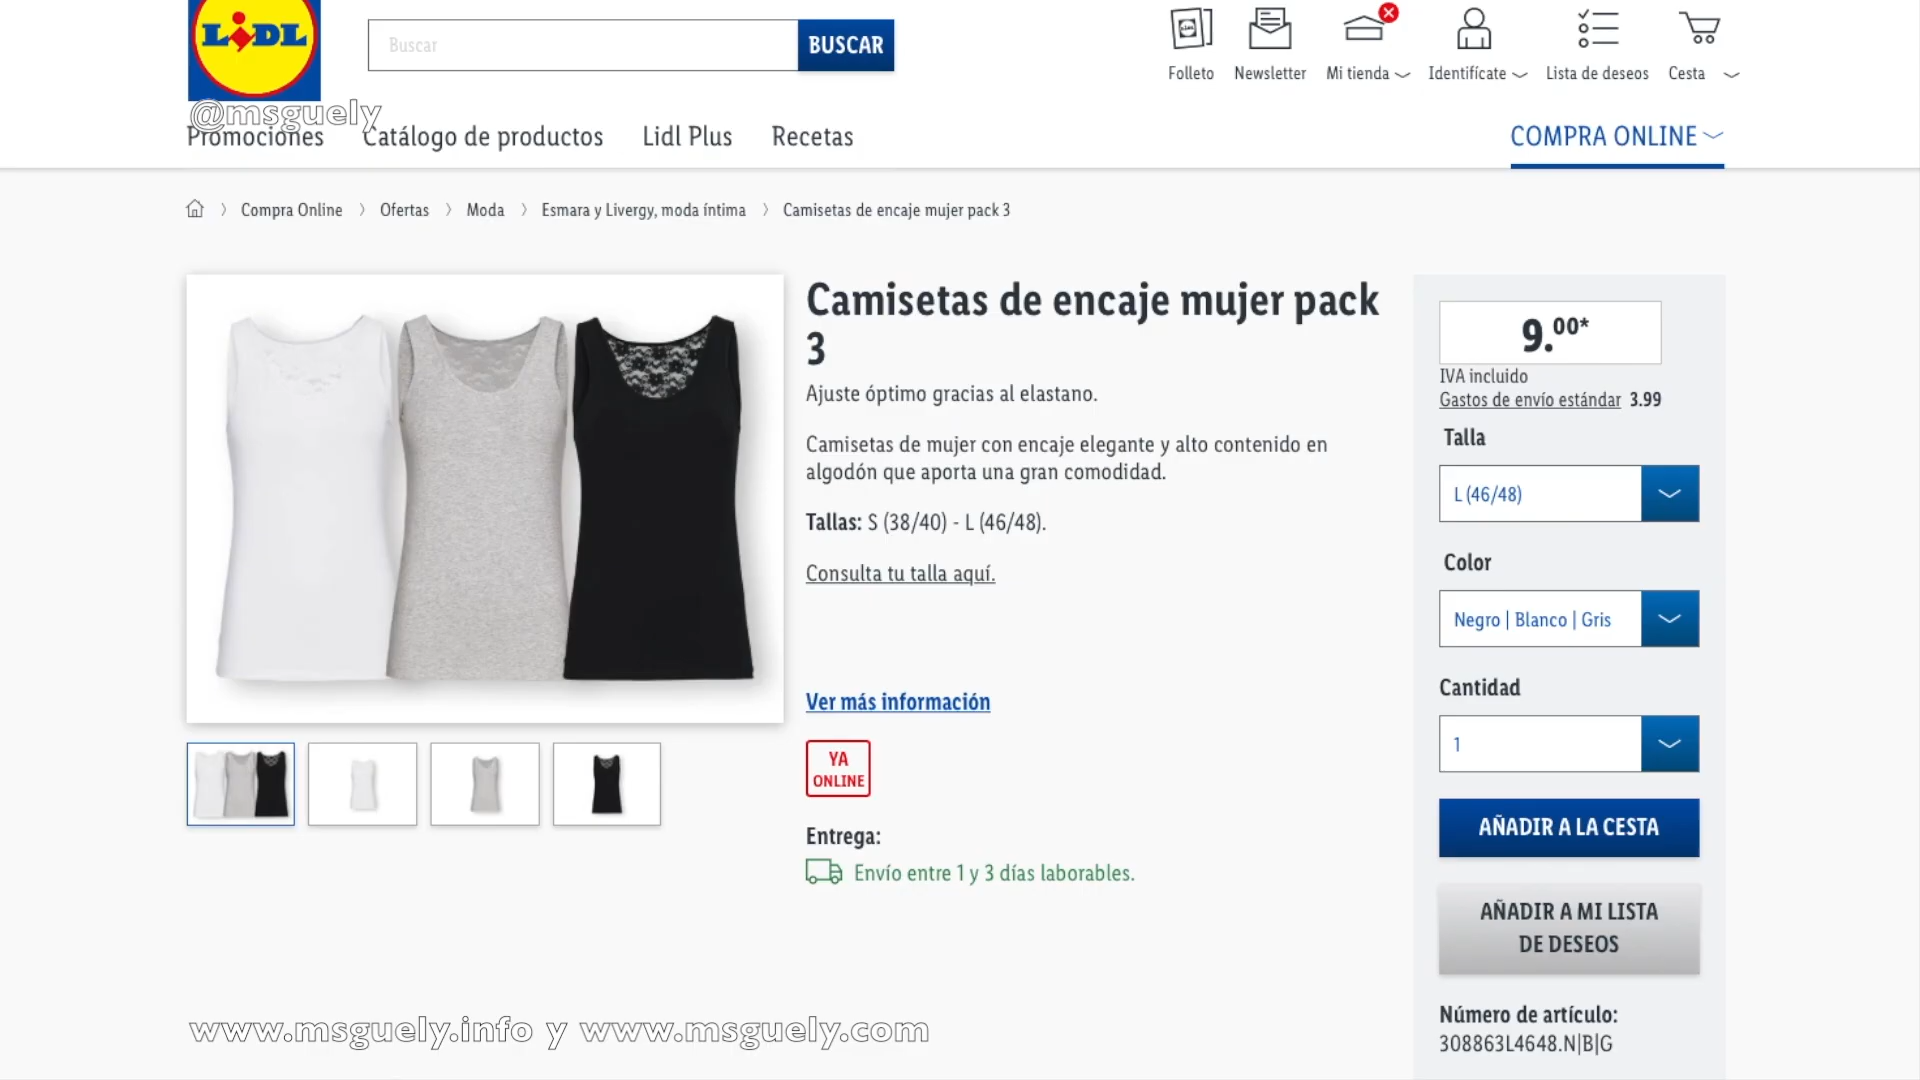 LIDL
Buscar
BUSCAR
Folleto
Newsletter
Mi tienda
Identifícate
Lista de deseos
Cesta
@msguely
Promociones
Catálogo de productos
Lidl Plus
Recetas
COMPRA ONLINE
Compra Online
Ofertas
Moda
Esmara y Livergy, moda íntima
Camisetas de encaje mujer pack 3
Camisetas de encaje mujer pack
3
Ajuste óptimo gracias al elastano.
Camisetas de mujer con encaje elegante y alto contenido en
algodón que aporta una gran comodidad.
Tallas: S (38/40) - L (46/48).
Consulta tu talla aquí.
Ver más información
YA
ONLINE
Entrega:
Envío entre 1 y 3 días laborables.
9.00*
IVA incluido
Gastos de envío estándar 3.99
Talla
L (46/48)
Color
Negro | Blanco | Gris
Cantidad
1
AÑADIR A LA CESTA
AÑADIR A MI LISTA
DE DESEOS
Número de artículo:
308863L4648.N|B|G
www.msguely.info y www.msguely.com